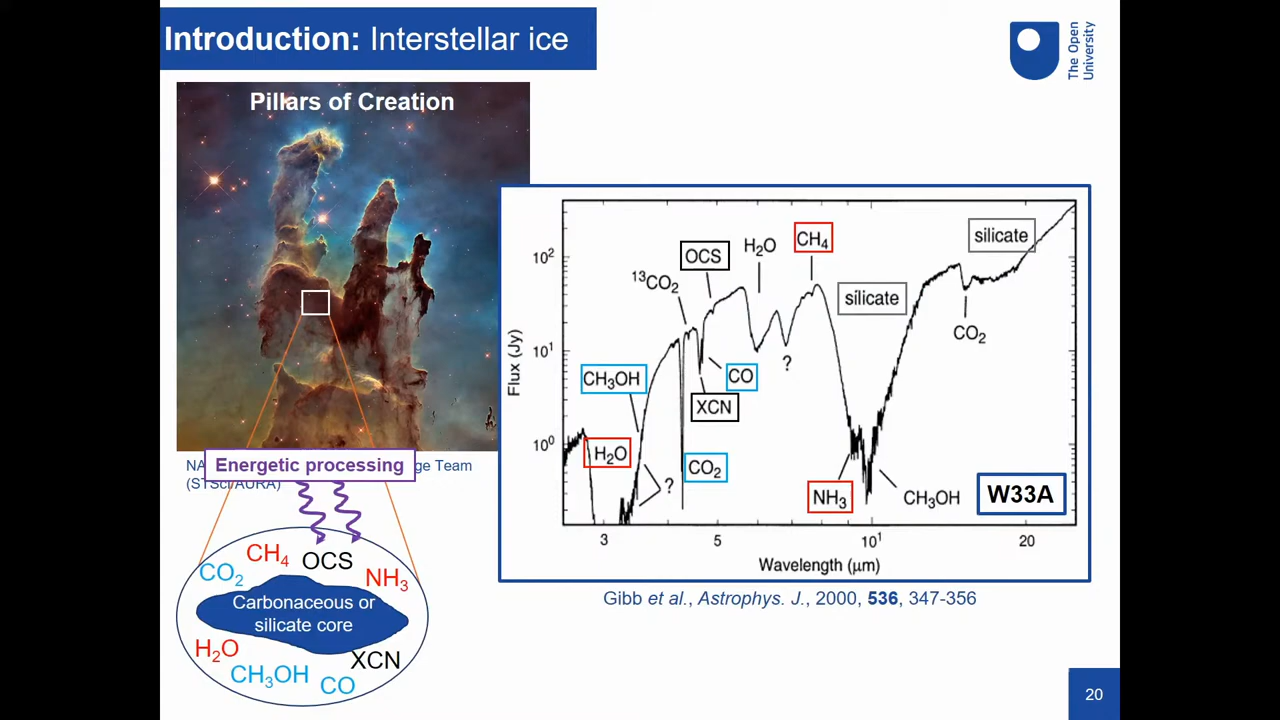 Introduction: Interstellar ice
The Open
University
Pillars of Creation
NA
ge Team
(STScI/AURA)
Energetic processing
CH₄
OCS
CO₂
NH₃
Carbonaceous or
silicate core
H₂O
XCN
CH₃OH
CO
Flux (Jy)
10²
10¹
10⁰
silicate
CH₄
H₂O
OCS
¹³CO₂
silicate
CO₂
?
CH₃OH
CO
XCN
H₂O
CO₂
?
NH₃
CH₃OH
W33A
3
5
10¹
20
Wavelength (μm)
Gibb et al., Astrophys. J., 2000, 536, 347-356
20